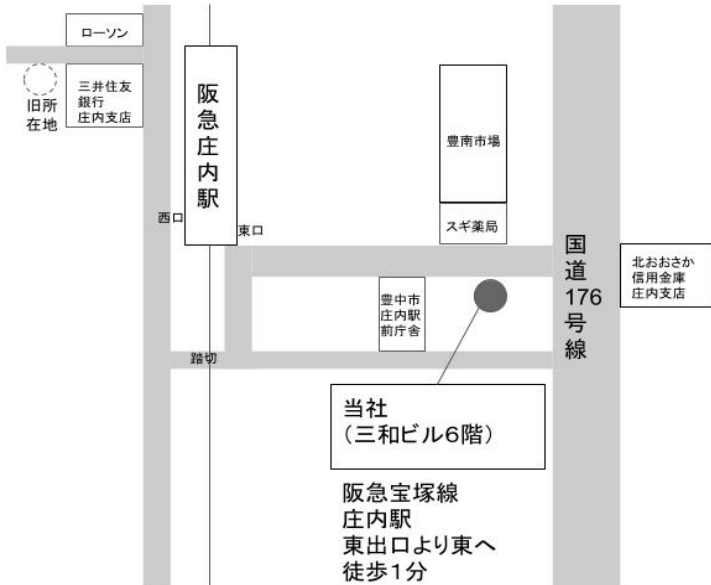 ローソン
三井住友
銀行
庄内支店
旧所
在地
阪急庄内駅
西口
東口
豊南市場
スギ薬局
国道176号線
北おおさか
信用金庫
庄内支店
豊中市
庄内駅
前庁舎
踏切
当社
(三和ビル6階)
阪急宝塚線
庄内駅
東出口より東へ
徒歩1分